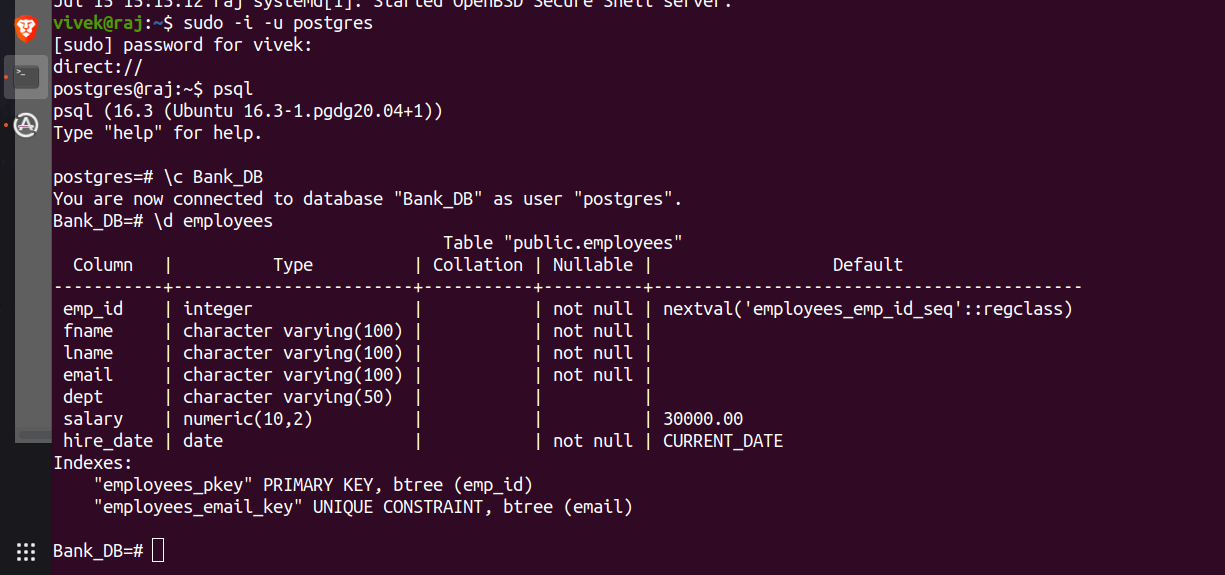 Jul 15 15:15:12 raj systemd[1]: Started OpenBSD Secure Shell server.
vivek@raj:~$ sudo -i -u postgres
[sudo] password for vivek:
direct://
postgres@raj:~$ psql
psql (16.3 (Ubuntu 16.3-1.pgdg20.04+1))
Type "help" for help.

postgres=# \c Bank_DB
You are now connected to database "Bank_DB" as user "postgres".
Bank_DB=# \d employees
                                       Table "public.employees"
  Column   |          Type          | Collation | Nullable |                  Default
-----------+------------------------+-----------+----------+-------------------------------------------
 emp_id    | integer                |           | not null | nextval('employees_emp_id_seq'::regclass)
 fname     | character varying(100) |           | not null |
 lname     | character varying(100) |           | not null |
 email     | character varying(100) |           | not null |
 dept      | character varying(50)  |           |          |
 salary    | numeric(10,2)          |           |          | 30000.00
 hire_date | date                   |           | not null | CURRENT_DATE
Indexes:
    "employees_pkey" PRIMARY KEY, btree (emp_id)
    "employees_email_key" UNIQUE CONSTRAINT, btree (email)

Bank_DB=#